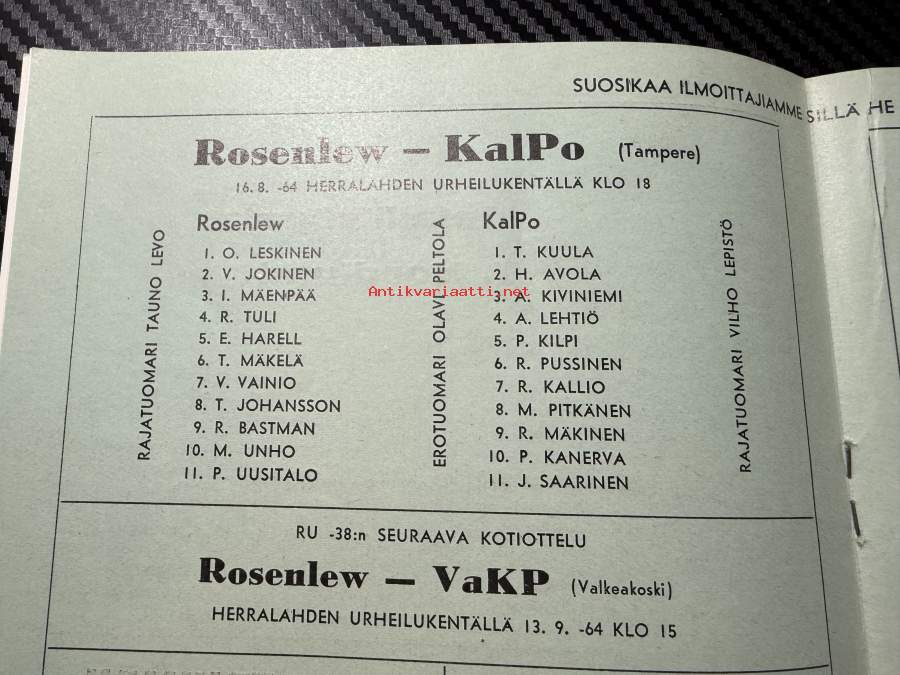 SUOSIKAA ILMOITTAJIAMME SILLÄ HE
Rosenlew — KalPo (Tampere)
16.8. -64 HERRALAHDEN URHEILUKENTÄLLÄ KLO 18
RAJATUOMARI TAUNO LEVO
Rosenlew
1. O. LESKINEN
2. V. JOKINEN
3. I. MÄENPÄÄ
4. R. TULI
5. E. HARELL
6. T. MÄKELÄ
7. V. VAINIO
8. T. JOHANSSON
9. R. BASTMAN
10. M. UNHO
11. P. UUSITALO
EROTUOMARI OLAVI PELTOLA
KalPo
1. T. KUULA
2. H. AVOLA
3. A. KIVINIEMI
4. A. LEHTIÖ
5. P. KILPI
6. R. PUSSINEN
7. R. KALLIO
8. M. PITKÄNEN
9. R. MÄKINEN
10. P. KANERVA
11. J. SAARINEN
RAJATUOMARI VILHO LEPISTÖ
Antikvariaatti.net
RU -38:n SEURAAVA KOTIOTTELU
Rosenlew — VaKP (Valkeakoski)
HERRALAHDEN URHEILUKENTÄLLÄ 13. 9. -64 KLO 15